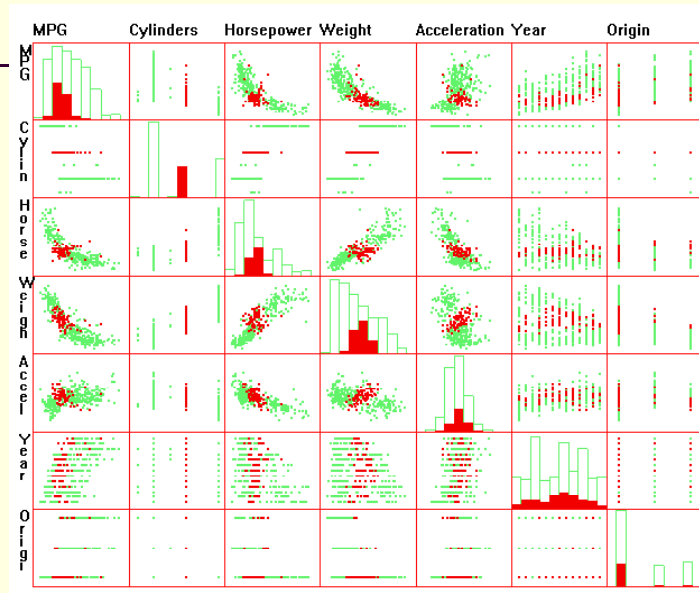 MPG Cylinders Horsepower Weight Acceleration Year Origin
MPG
Cylin
Horse
Weigh
Accel
Year
Origi